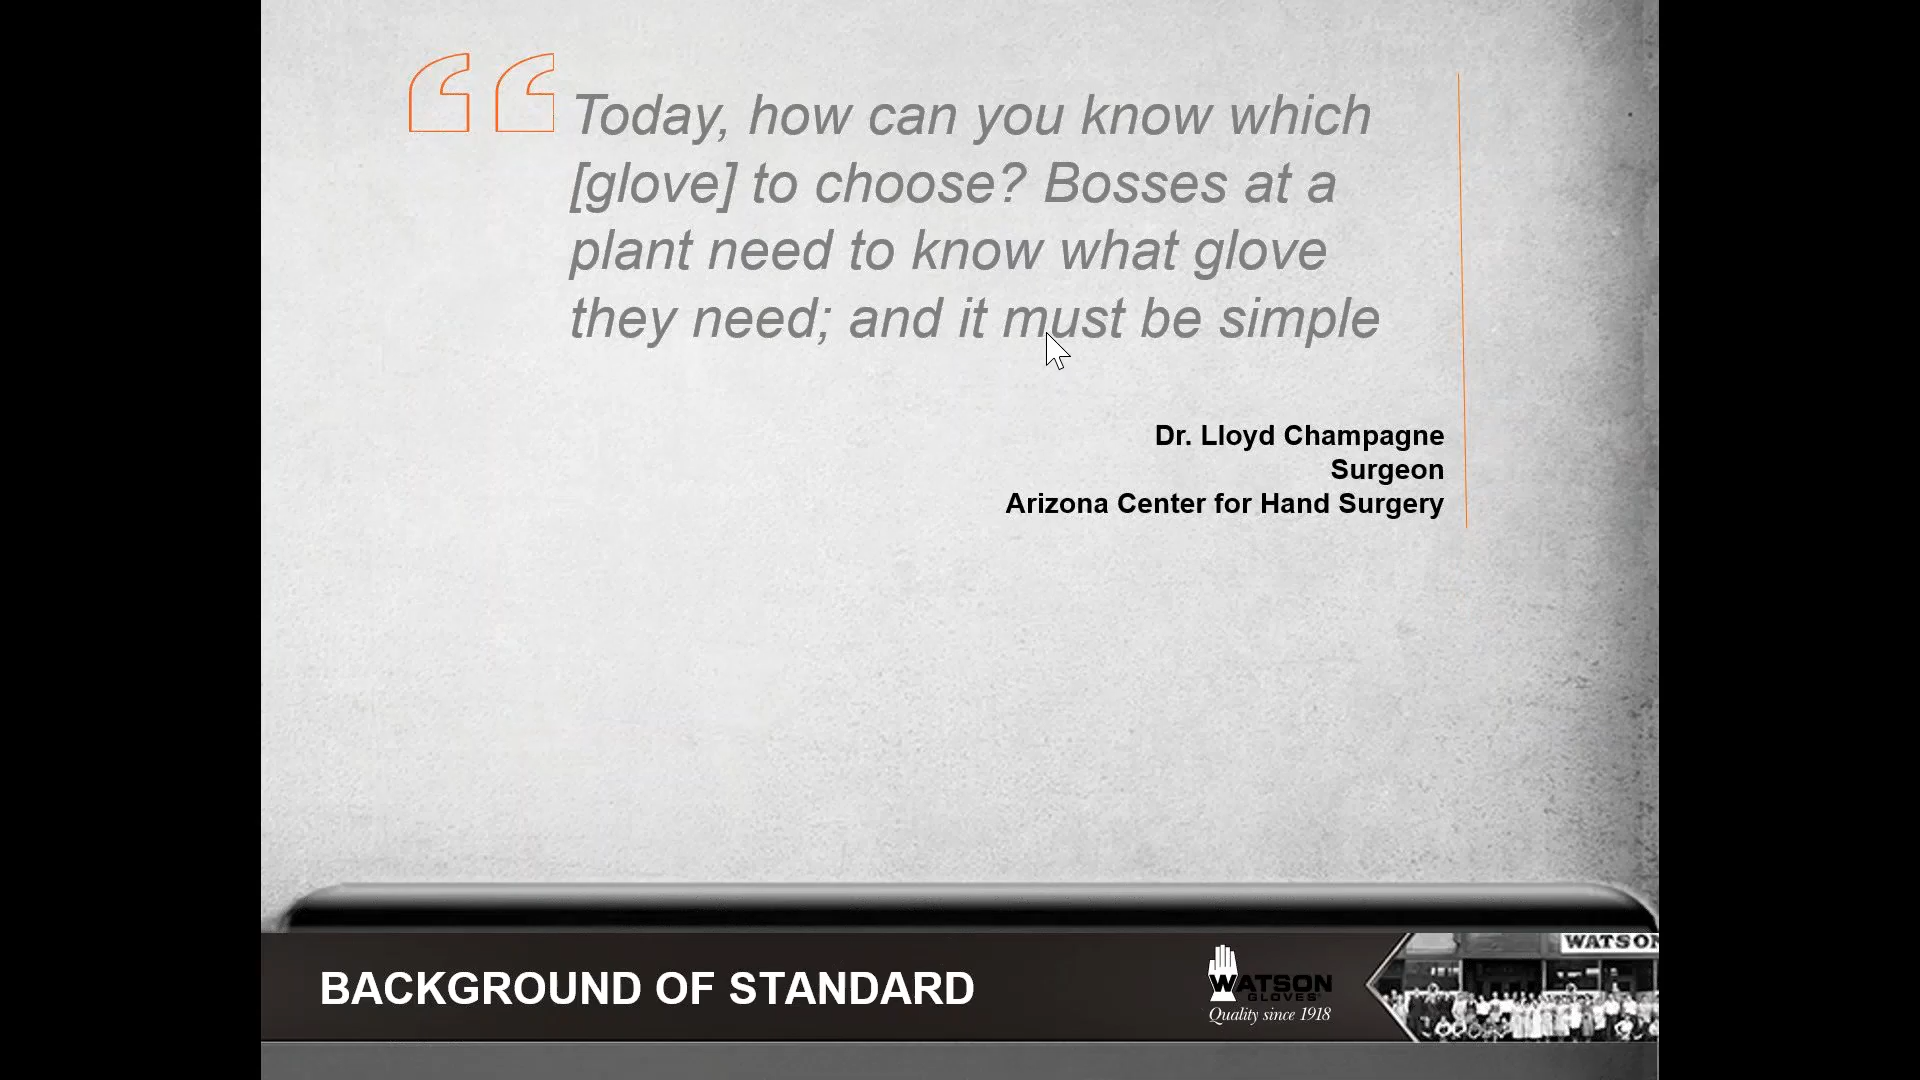 Today, how can you know which
[glove] to choose? Bosses at a
plant need to know what glove
they need; and it must be simple
Dr. Lloyd Champagne
Surgeon
Arizona Center for Hand Surgery
BACKGROUND OF STANDARD
WATSON
GLOVES
Quality since 1918
WATSON